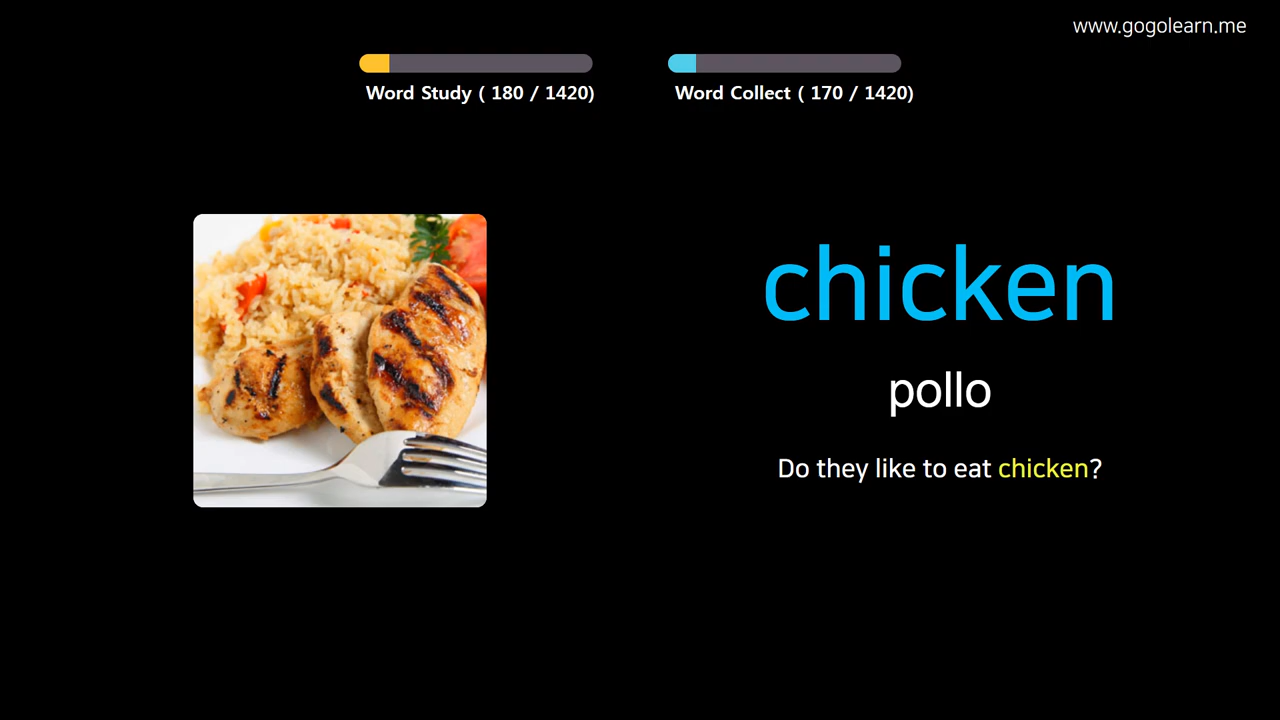 www.gogolearn.me
Word Study ( 180 / 1420)
Word Collect ( 170 / 1420)
chicken
pollo
Do they like to eat chicken?